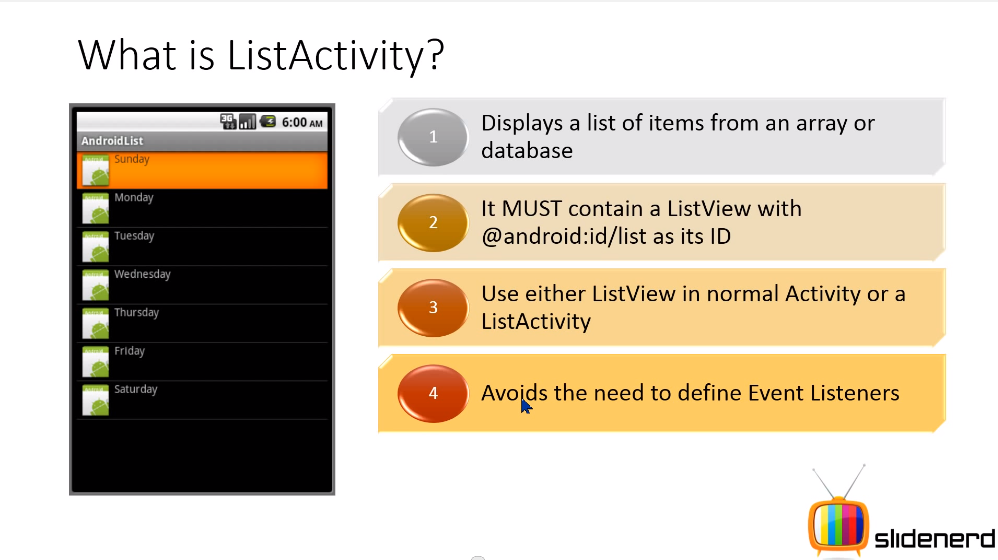 What is ListActivity?
3G
6:00 AM
AndroidList
Sunday
Monday
Tuesday
Wednesday
Thursday
Friday
Saturday
1
Displays a list of items from an array or
database
2
It MUST contain a ListView with
@android:id/list as its ID
3
Use either ListView in normal Activity or a
ListActivity
4
Avoids the need to define Event Listeners
slidenerd